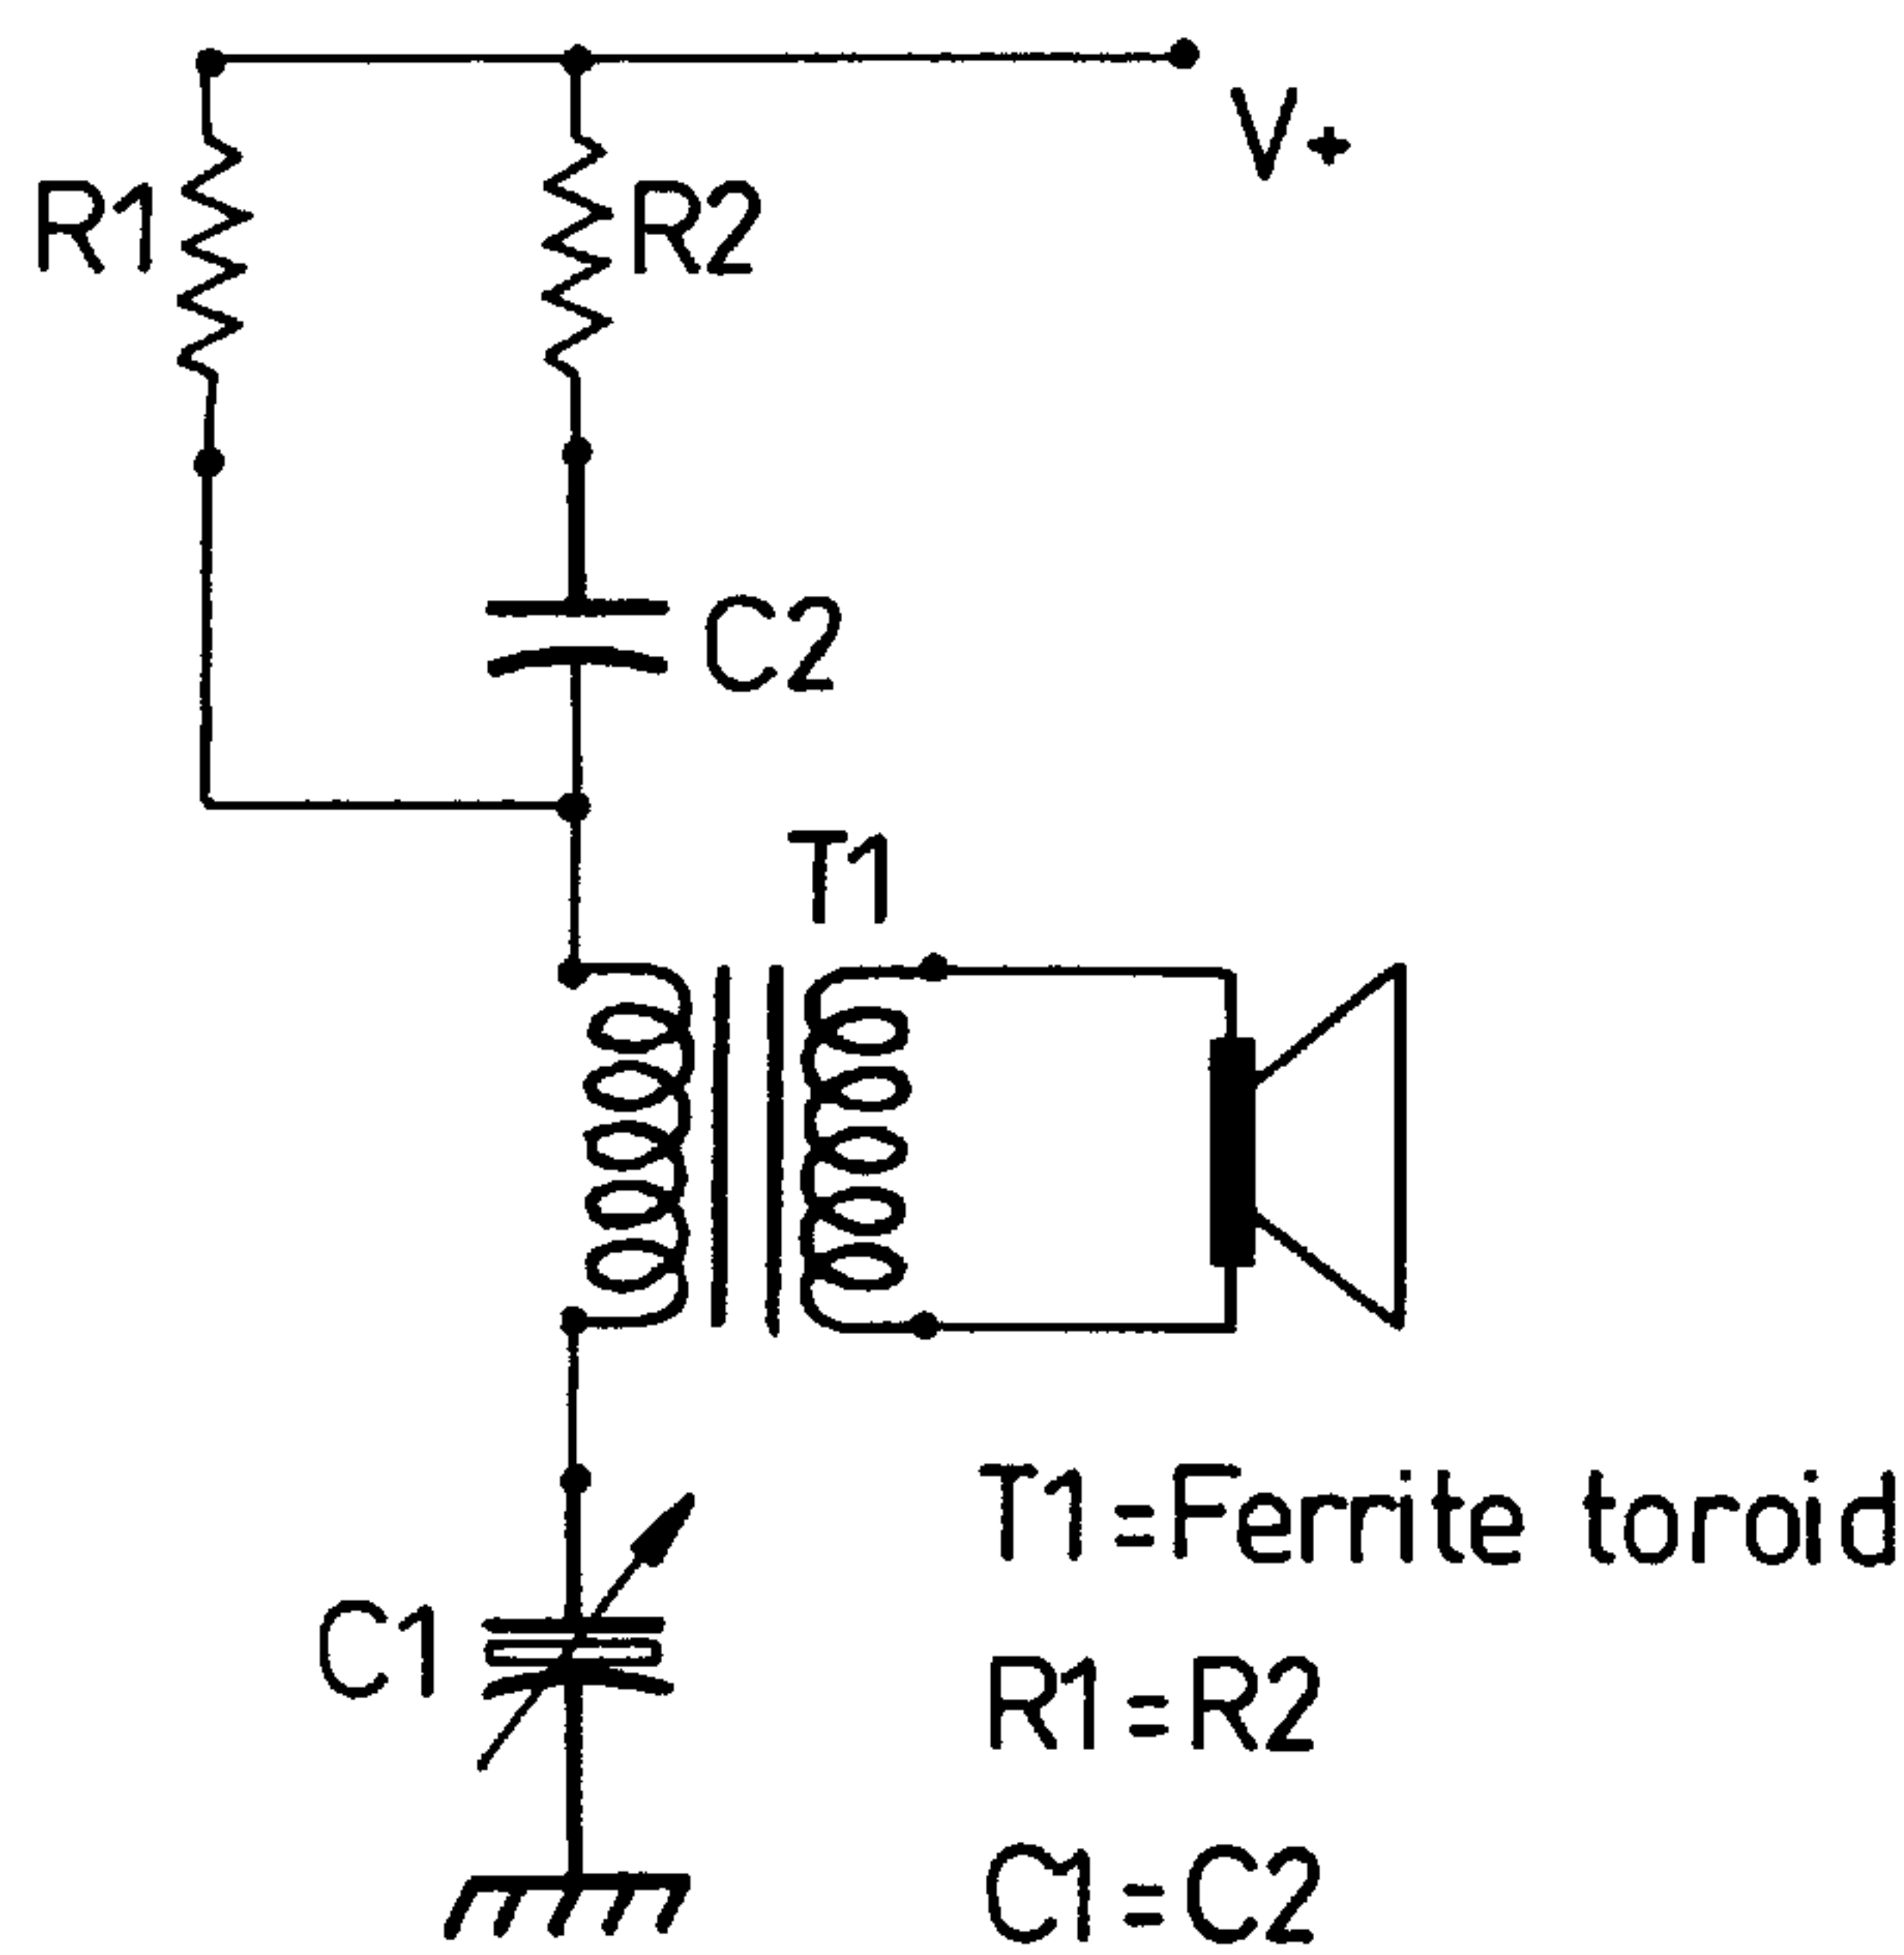 V+
R1
R2
C2
T1
C1
T1=Ferrite toroid
R1=R2
C1=C2